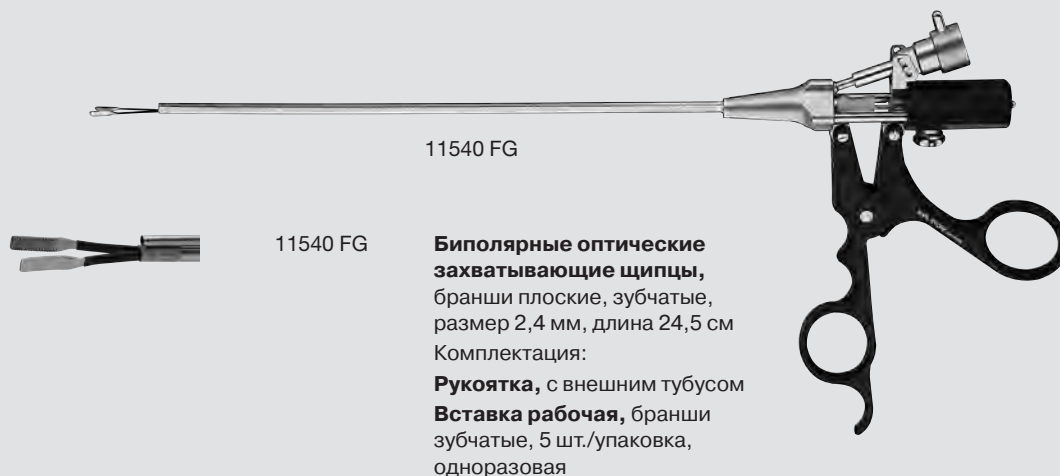 11540 FG
11540 FG
Биполярные оптические
захватывающие щипцы,
бранши плоские, зубчатые,
размер 2,4 мм, длина 24,5 см
Комплектация:
Рукоятка, с внешним тубусом
Вставка рабочая, бранши
зубчатые, 5 шт./упаковка,
одноразовая